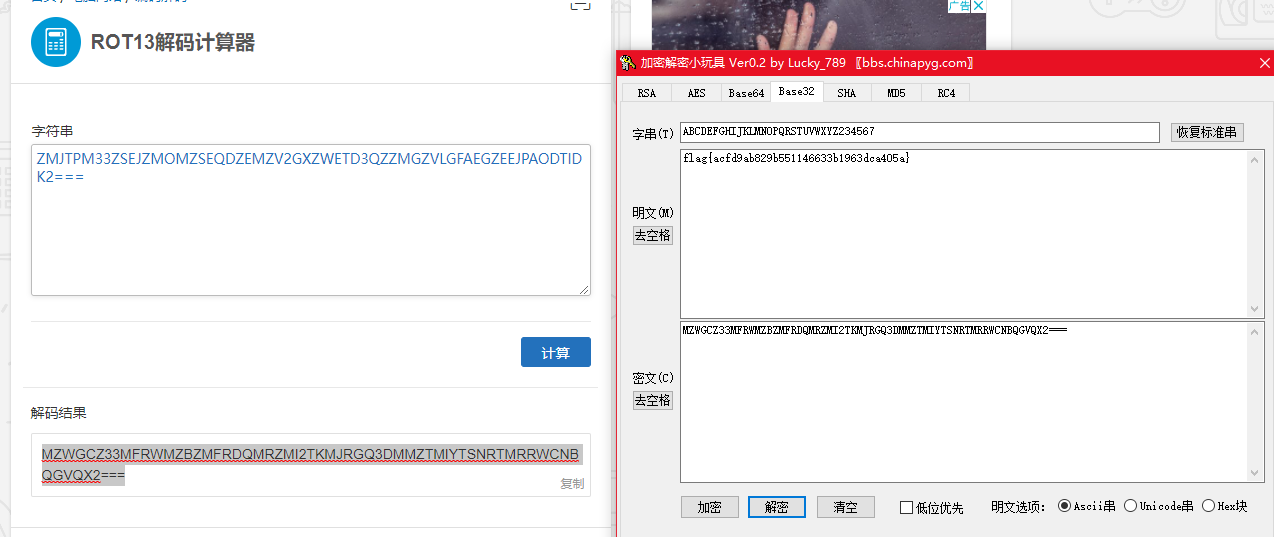 ROT13解码计算器
字符串
ZMJTPM33ZSEJZMOMZSEQDZEMZV2GXZWETD3QZZMGZVLGFAEGZEEJPAODTID
K2===
计算
解码结果
MZWGCZ33MFRWMZBZMFRDQMRZMI2TKMJRGQ3DMMZTMIYTSNRTMRRWCNB
QGVQX2===
复制
广告
加密解密小玩具 Ver0.2 by Lucky_789 〖bbs.chinapyg.com〗
RSA AES Base64 Base32 SHA MD5 RC4
字串(T) ABCDEFGHIJKLMNOPQRSTUVWXYZ234567 恢复标准串
flag{acfd9ab829b551146633b1963dca405a}
明文(M)
去空格
MZWGCZ33MFRWMZBZMFRDQMRZMI2TKMJRGQ3DMMZTMIYTSNRTMRRWCNBQGVQX2===
密文(C)
去空格
加密 解密 清空 低位优先 明文选项: Ascii串 Unicode串 Hex块